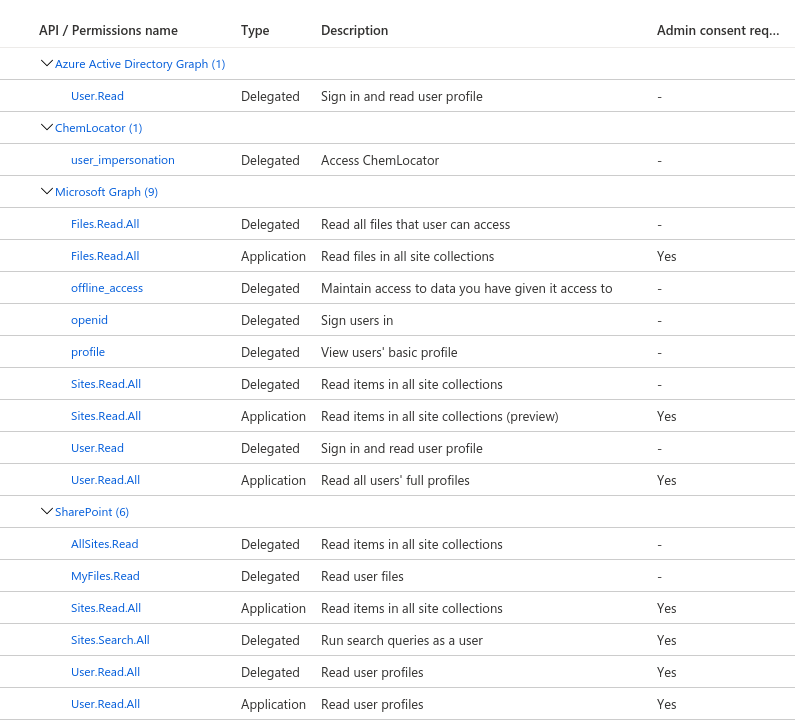 API / Permissions name Type Description Admin consent req...
Azure Active Directory Graph (1)
User.Read Delegated Sign in and read user profile -
ChemLocator (1)
user_impersonation Delegated Access ChemLocator -
Microsoft Graph (9)
Files.Read.All Delegated Read all files that user can access -
Files.Read.All Application Read files in all site collections Yes
offline_access Delegated Maintain access to data you have given it access to -
openid Delegated Sign users in -
profile Delegated View users' basic profile -
Sites.Read.All Delegated Read items in all site collections -
Sites.Read.All Application Read items in all site collections (preview) Yes
User.Read Delegated Sign in and read user profile -
User.Read.All Application Read all users' full profiles Yes
SharePoint (6)
AllSites.Read Delegated Read items in all site collections -
MyFiles.Read Delegated Read user files -
Sites.Read.All Application Read items in all site collections Yes
Sites.Search.All Delegated Run search queries as a user Yes
User.Read.All Delegated Read user profiles Yes
User.Read.All Application Read user profiles Yes